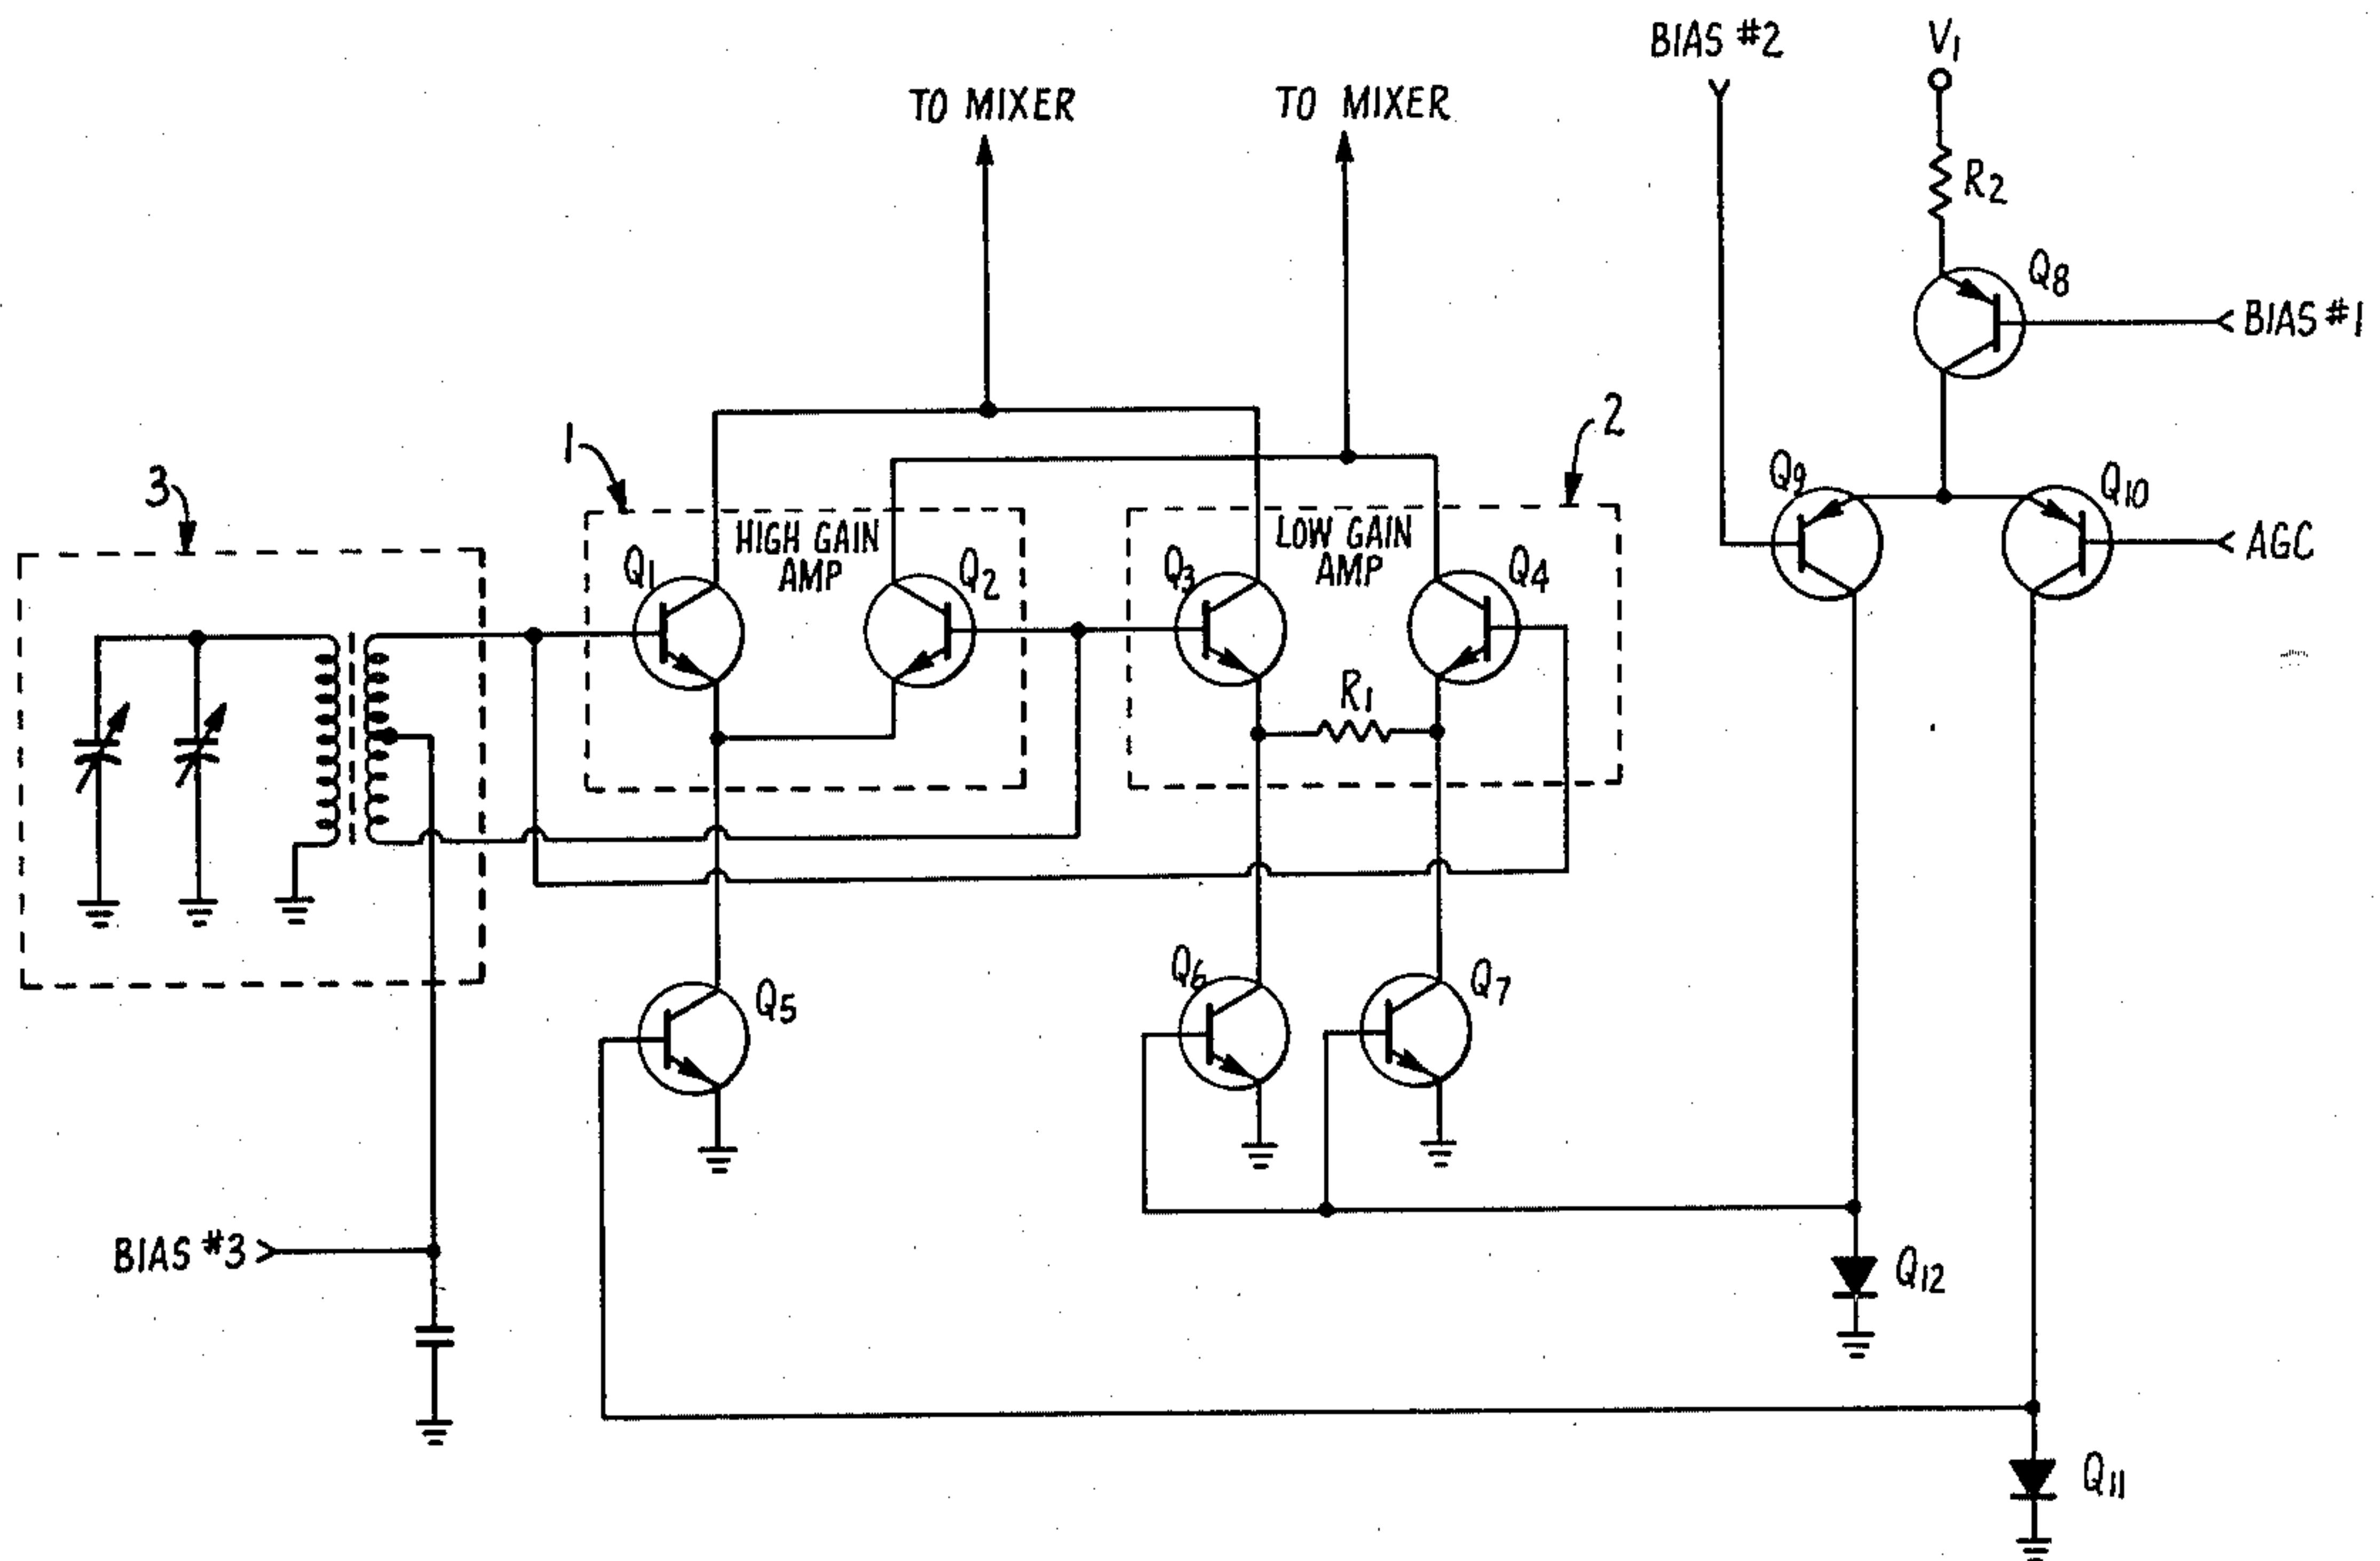 BIAS #2
V1
TO MIXER
TO MIXER
R2
Q8
BIAS #1
1
2
3
Q9
Q10
HIGH GAIN
AMP
LOW GAIN
AMP
Q1
Q2
Q3
Q4
AGC
R1
Q5
Q6
Q7
BIAS #3
Q12
Q11